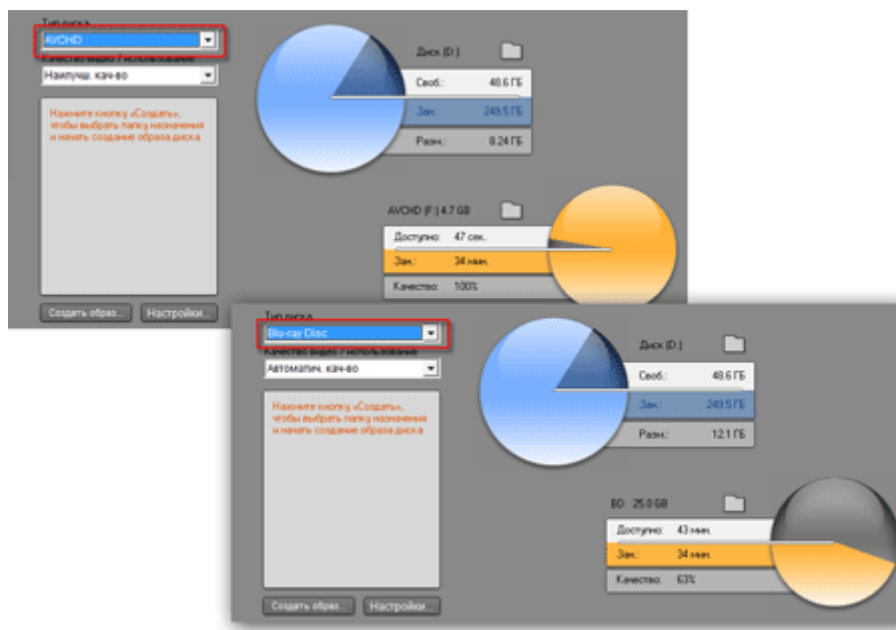 Тип диска
AVCHD
Качество видео / использование
Наилучш. кач-во
Нажмите кнопку «Создать»,
чтобы выбрать папку назначения
и начать создание образа диска
Создать образ...
Настройки...
Диск (D:)
Своб.: 48.6 ГБ
Зан.: 249.5 ГБ
Разм.: 8.24 ГБ
AVCHD (F:) 4.7 GB
Доступно: 47 сек.
Зан.: 34 мин.
Качество: 100%
Тип диска
Blu-ray Disc
Качество видео / использование
Автоматич. кач-во
Нажмите кнопку «Создать»,
чтобы выбрать папку назначения
и начать создание образа диска
Создать образ...
Настройки...
Диск (D:)
Своб.: 48.6 ГБ
Зан.: 249.5 ГБ
Разм.: 12.1 ГБ
BD 25.0 GB
Доступно: 43 мин.
Зан.: 34 мин.
Качество: 63%